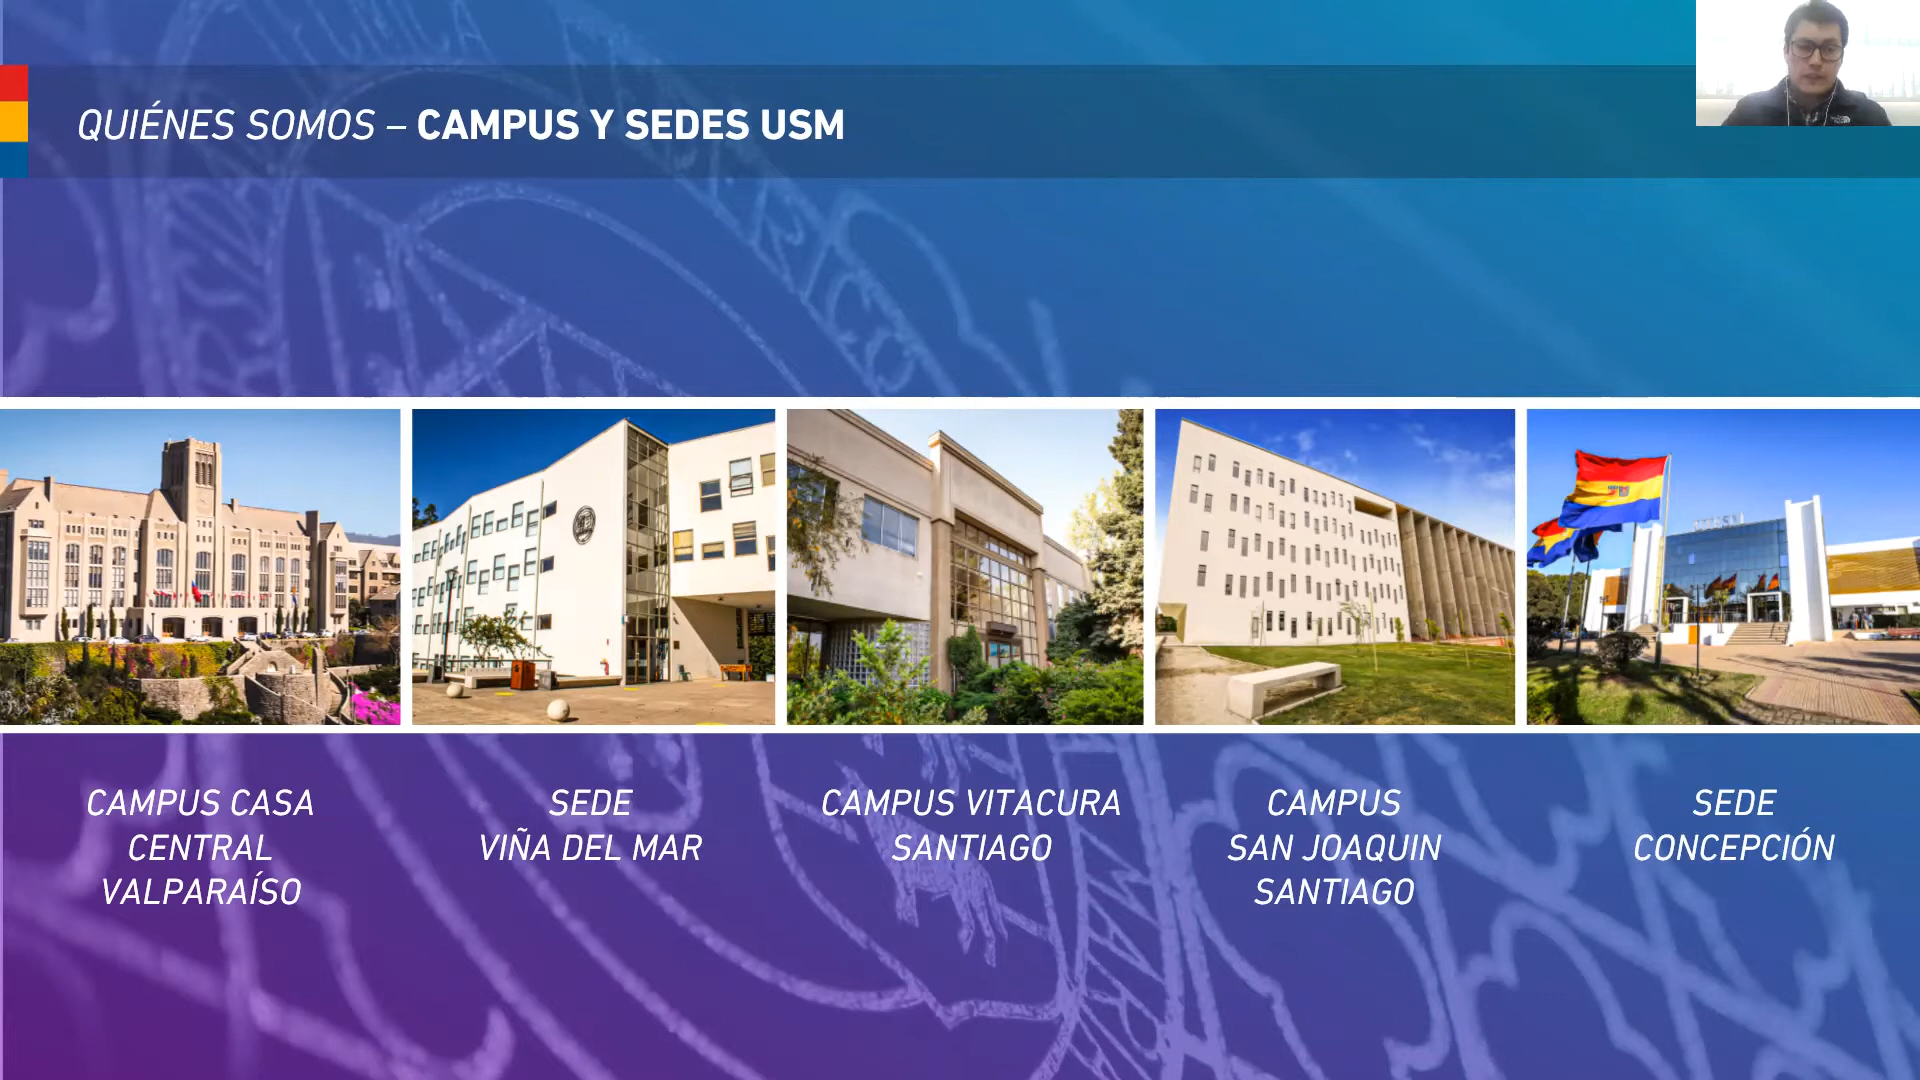 QUIÉNES SOMOS – CAMPUS Y SEDES USM
CAMPUS CASA
CENTRAL
VALPARAÍSO
SEDE
VIÑA DEL MAR
CAMPUS VITACURA
SANTIAGO
CAMPUS
SAN JOAQUIN
SANTIAGO
SEDE
CONCEPCIÓN